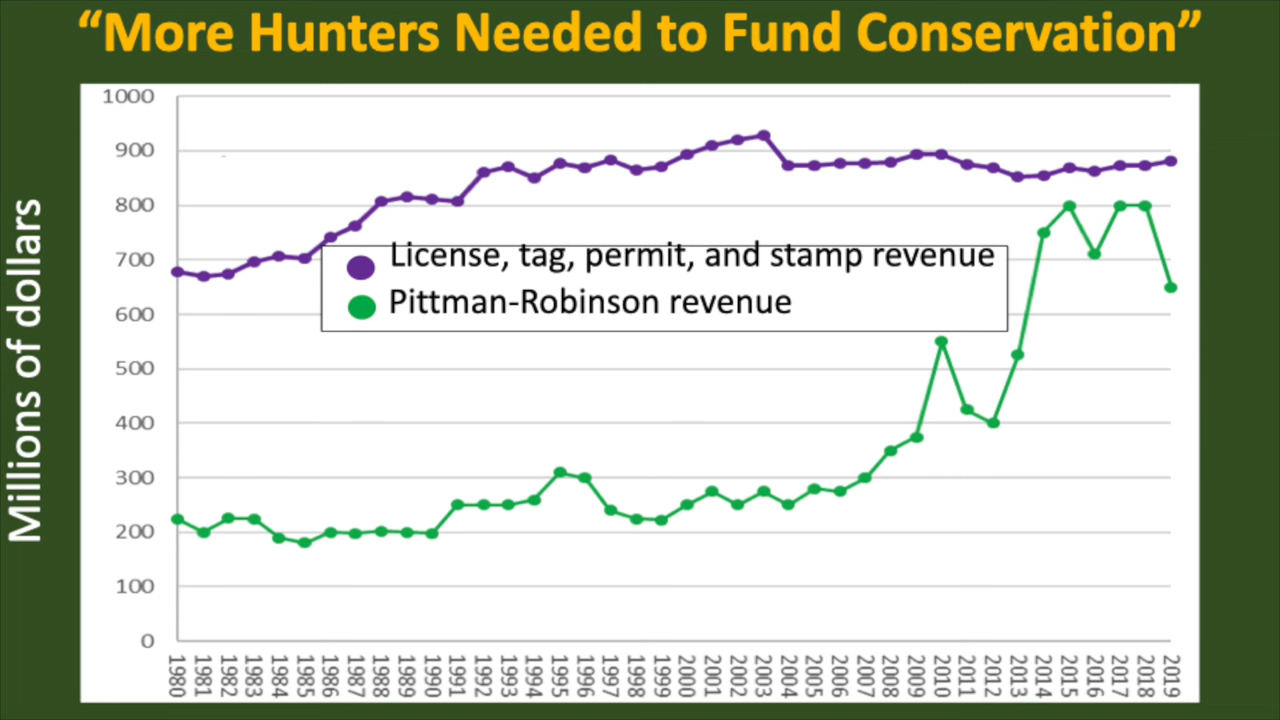 “More Hunters Needed to Fund Conservation”
Millions of dollars
1000
900
800
700
600
500
400
300
200
100
0
License, tag, permit, and stamp revenue
Pittman-Robinson revenue
1980 1981 1982 1983 1984 1985 1986 1987 1988 1989 1990 1991 1992 1993 1994 1995 1996 1997 1998 1999 2000 2001 2002 2003 2004 2005 2006 2007 2008 2009 2010 2011 2012 2013 2014 2015 2016 2017 2018 2019